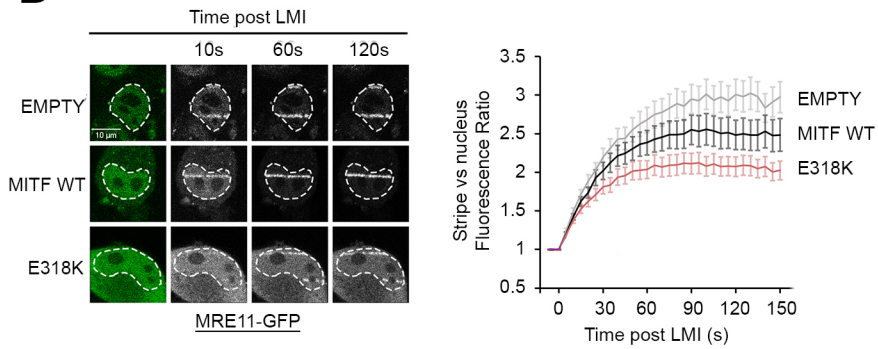 Time post LMI
10s 60s 120s
EMPTY
10 µm
MITF WT
E318K
MRE11-GFP
Stripe vs nucleus
Fluorescence Ratio
3.5
3
2.5
2
1.5
1
0.5
0 30 60 90 120 150
Time post LMI (s)
EMPTY
MITF WT
E318K